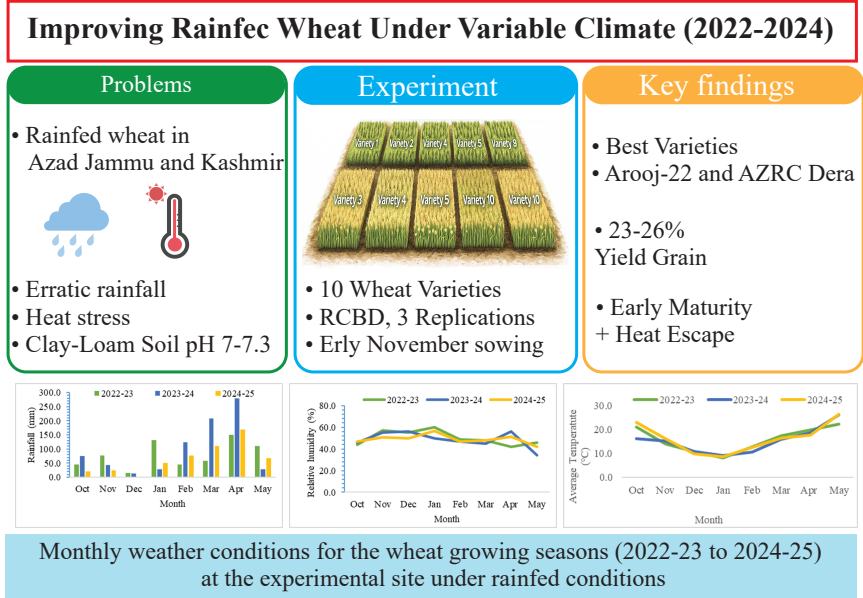 Improving Rainfec Wheat Under Variable Climate (2022-2024)
Problems
• Rainfed wheat in
Azad Jammu and Kashmir
• Erratic rainfall
• Heat stress
• Clay-Loam Soil pH 7-7.3
Experiment
Variety 1 Variety 2 Variety 4 Variety 5 Variety 9
Variety 3 Variety 4 Variety 5 Variety 10 Variety 10
• 10 Wheat Varieties
• RCBD, 3 Replications
• Erly November sowing
Key findings
• Best Varieties
• Arooj-22 and AZRC Dera
• 23-26%
Yield Grain
• Early Maturity
+ Heat Escape
2022-23 2023-24 2024-25
Rainfall (mm)
300.0
2500.0
2000.0
1500.0
1000.0
500.0
0.0
Oct Nov Dec Jan Feb Mar Apr May
Month
2022-23 2023-24 2024-25
Relative humidity (%)
80.0
60.0
40.0
20.0
0.0
Oct Nov Dec Jan Feb Mar Apr May
Month
2022-23 2023-24 2024-25
Average Temperature
(°C)
30.0
20.0
10.0
0.0
Oct Nov Dec Jan Feb Mar Apr May
Month
Monthly weather conditions for the wheat growing seasons (2022-23 to 2024-25)
at the experimental site under rainfed conditions